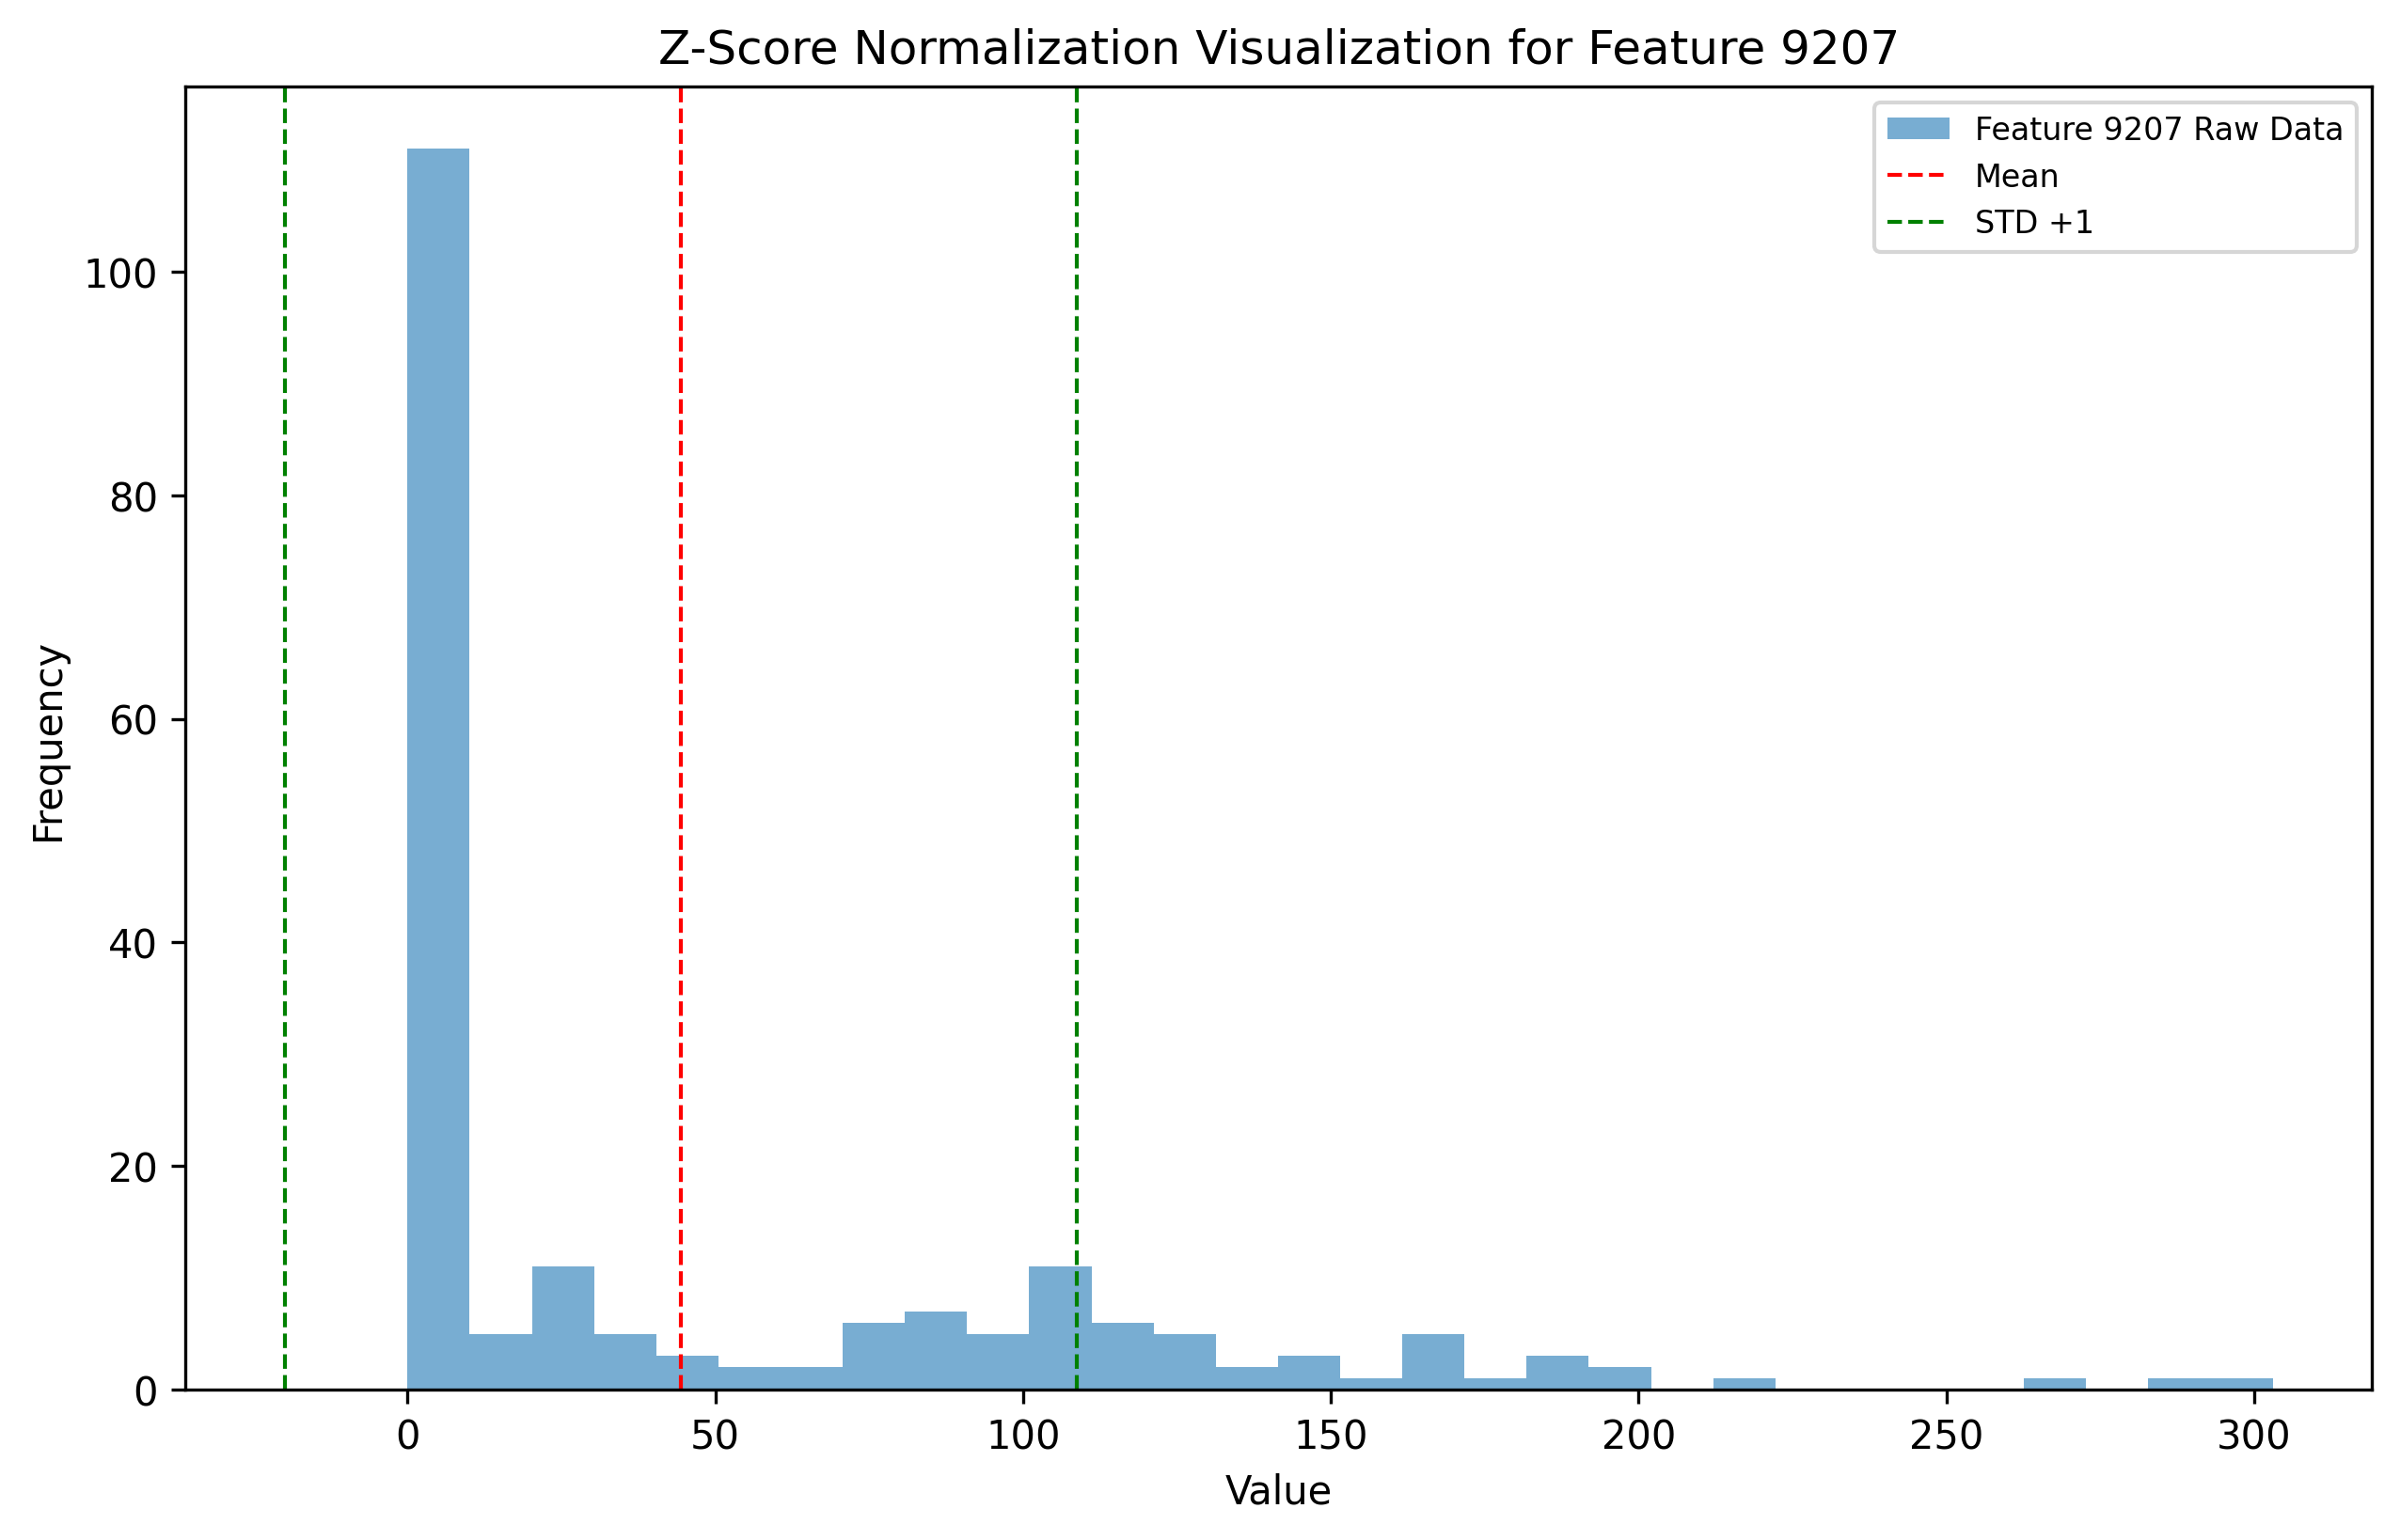 Z-Score Normalization Visualization for Feature 9207
Feature 9207 Raw Data
Mean
STD +1
100
80
60
40
20
0
Frequency
0 50 100 150 200 250 300
Value